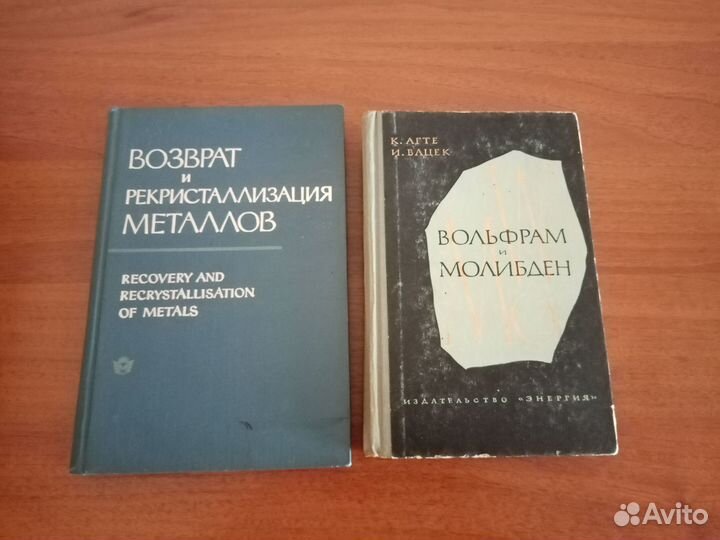 ВОЗВРАТ
и
РЕКРИСТАЛЛИЗАЦИЯ
МЕТАЛЛОВ
RECOVERY AND
RECRYSTALLISATION
OF METALS
К. АГТЕ
И. ВАЦЕК
ВОЛЬФРАМ
и
МОЛИБДЕН
ИЗДАТЕЛЬСТВО «ЭНЕРГИЯ»
Avito